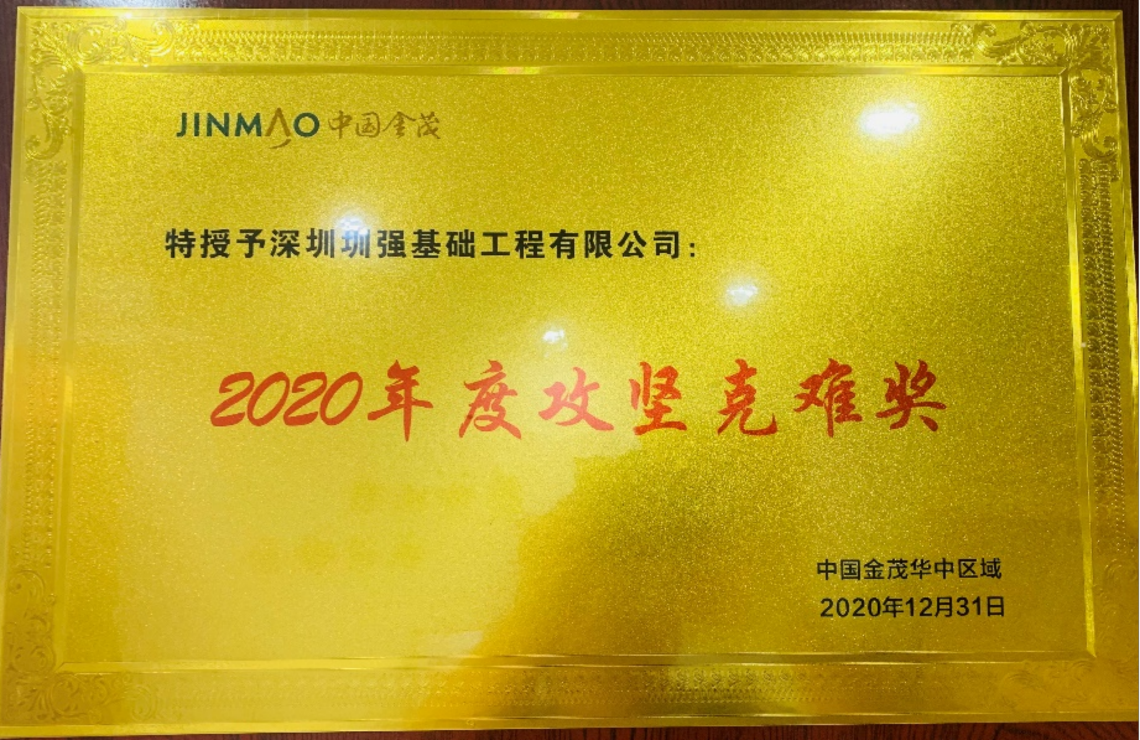 JINMAO 中国金茂
特授予深圳圳强基础工程有限公司：
2020年度攻坚克难奖
中国金茂华中区域
2020年12月31日